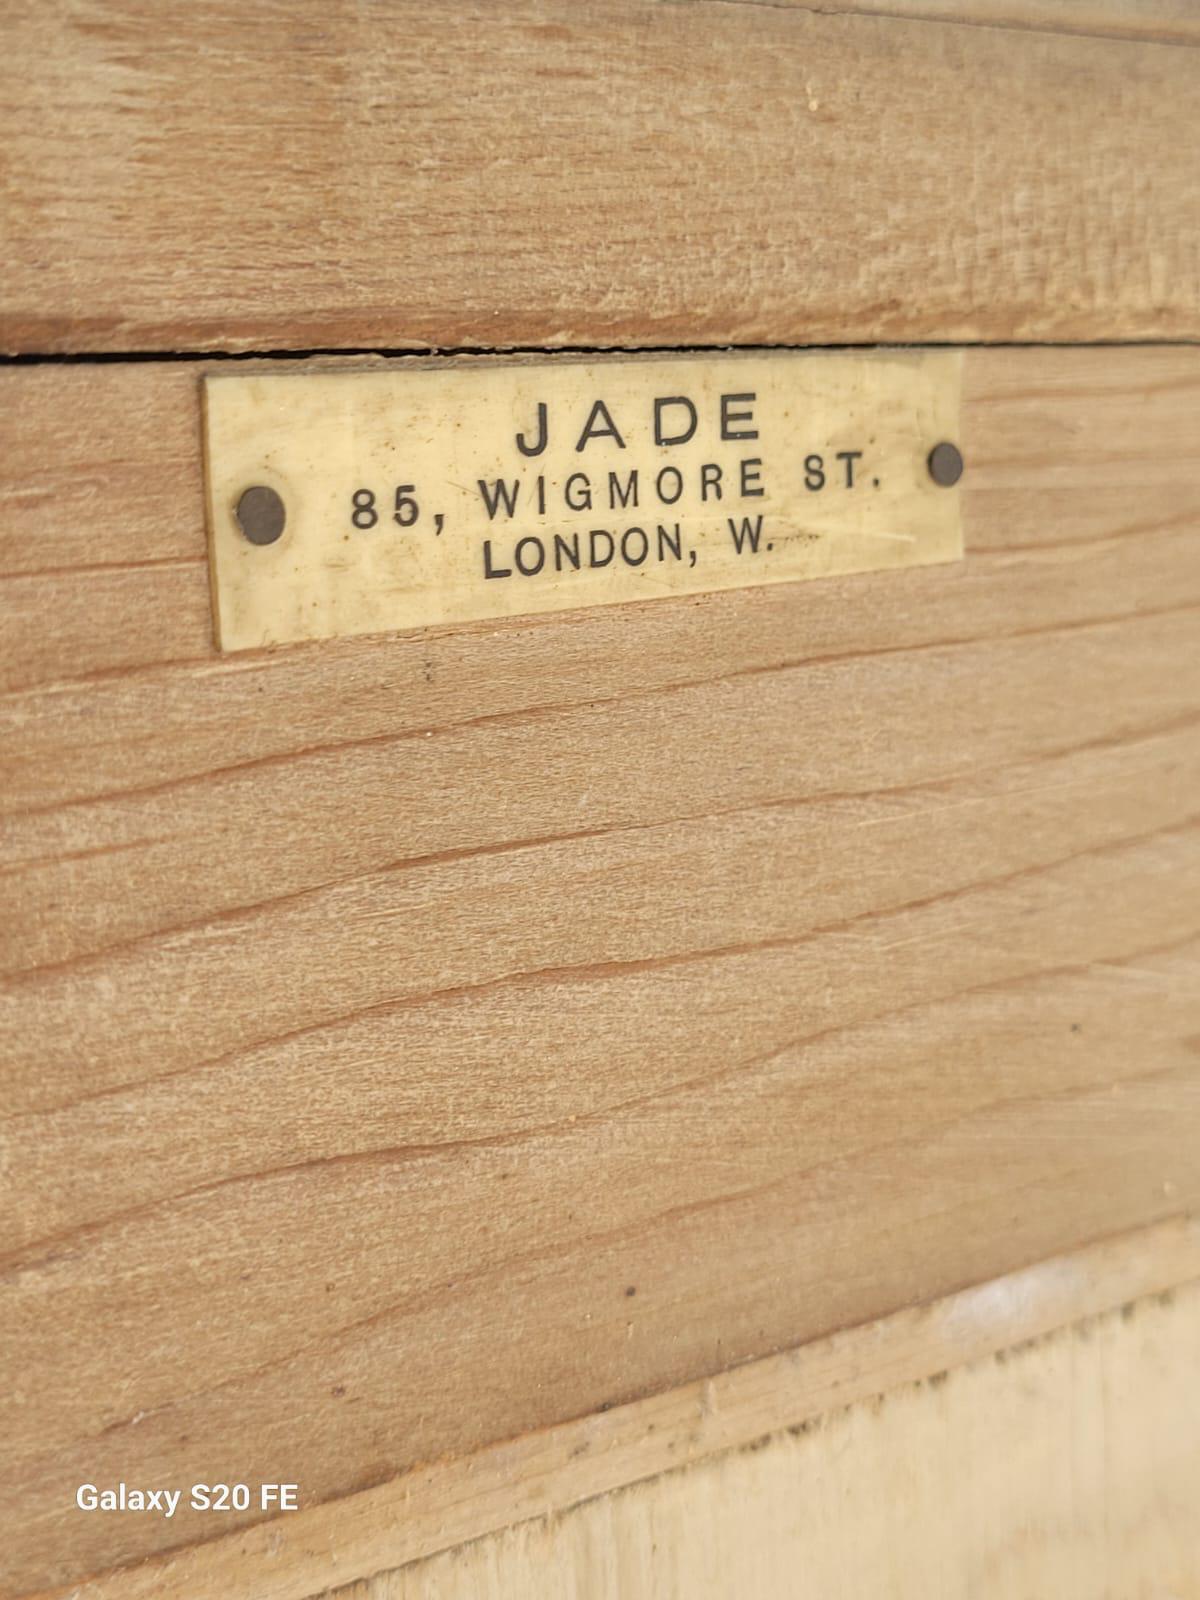 JADE
85, WIGMORE ST.
LONDON, W.
Galaxy S20 FE